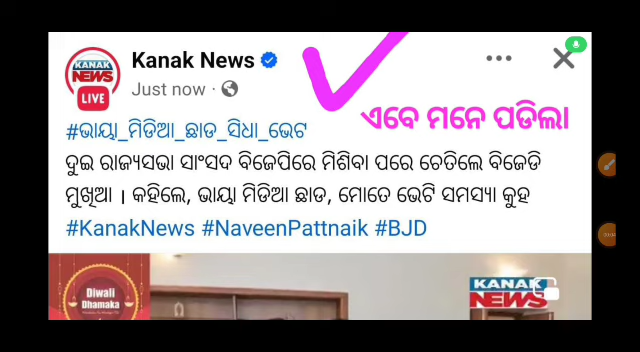 KANAK
NEWS
LIVE
Kanak News
Just now
ଏବେ ମନେ ପଡିଲା
#ଭାୟା_ମିଡିଆ_ଛାଡ_ସିଧା_ଭେଟ
ଦୁଇ ରାଜ୍ୟସଭା ସାଂସଦ ବିଜେପିରେ ମିଶିବା ପରେ ଚେତିଲେ ବିଜେଡି
ମୁଖିଆ । କହିଲେ, ଭାୟା ମିଡିଆ ଛାଡ, ମୋତେ ଭେଟି ସମସ୍ୟା କୁହ
#KanakNews #NaveenPattnaik #BJD
Diwali
Dhamaka
KANAK
NEWS